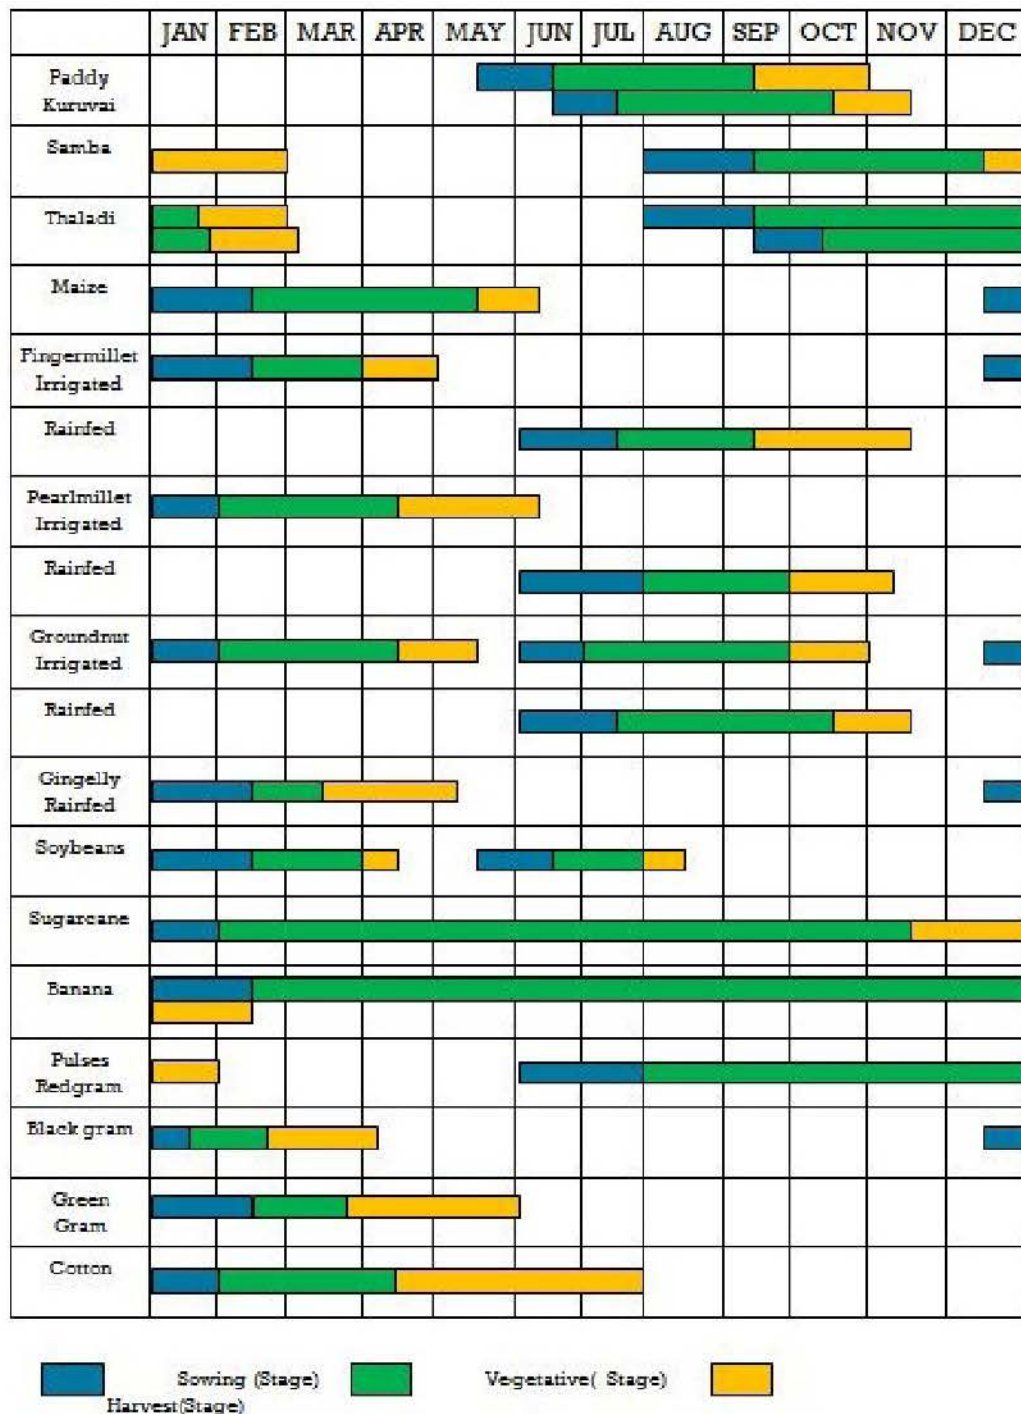 JAN FEB MAR APR MAY JUN JUL AUG SEP OCT NOV DEC
Paddy
Kuruvai
Samba
Thaladi
Maize
Fingermillet
Irrigated
Rainfed
Pearlmillet
Irrigated
Rainfed
Groundnut
Irrigated
Rainfed
Gingelly
Rainfed
Soybeans
Sugarcane
Banana
Pulses
Redgram
Black gram
Green
Gram
Cotton
Sowing (Stage) Vegetative( Stage)
Harvest(Stage)